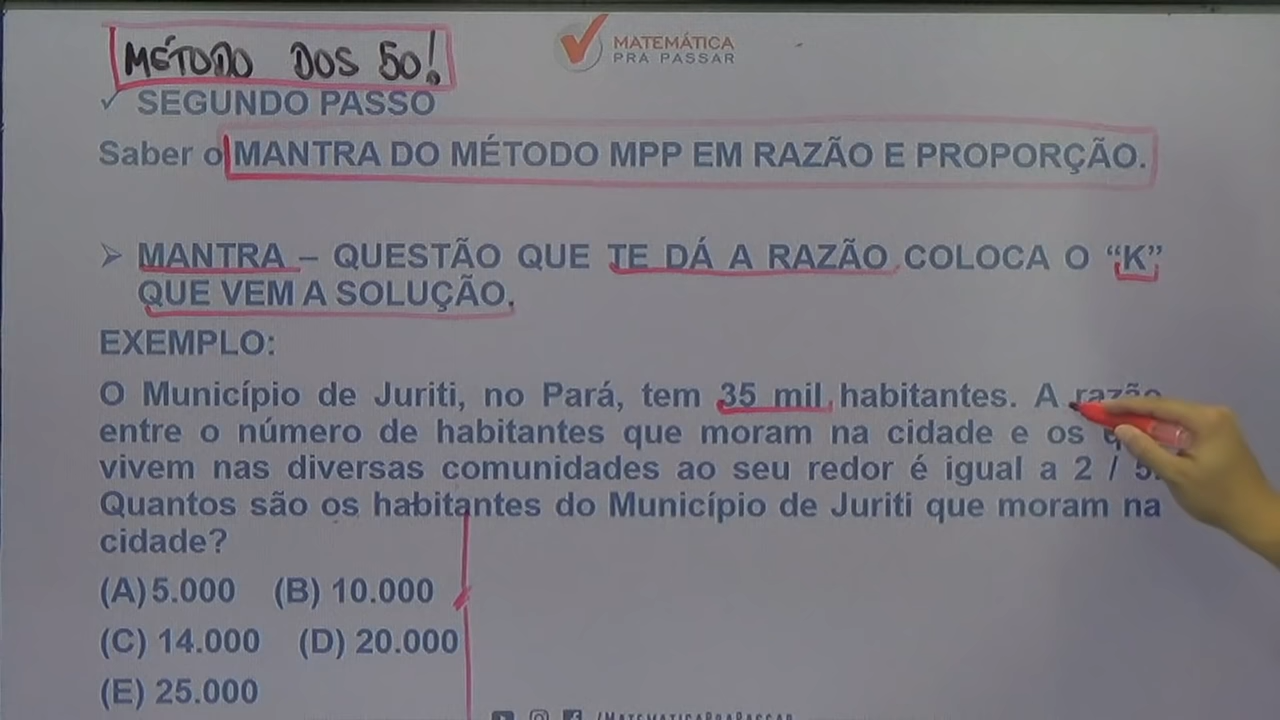 MÉTODO DOS 50!
MATEMÁTICA
PRA PASSAR
SEGUNDO PASSO
Saber o MANTRA DO MÉTODO MPP EM RAZÃO E PROPORÇÃO.
MANTRA – QUESTÃO QUE TE DÁ A RAZÃO COLOCA O “K”
QUE VEM A SOLUÇÃO.
EXEMPLO:
O Município de Juriti, no Pará, tem 35 mil habitantes. A razão
entre o número de habitantes que moram na cidade e os
vivem nas diversas comunidades ao seu redor é igual a 2 / 5.
Quantos são os habitantes do Município de Juriti que moram na
cidade?
(A) 5.000 (B) 10.000
(C) 14.000 (D) 20.000
(E) 25.000
/MATEMATICAPRAPASSAR